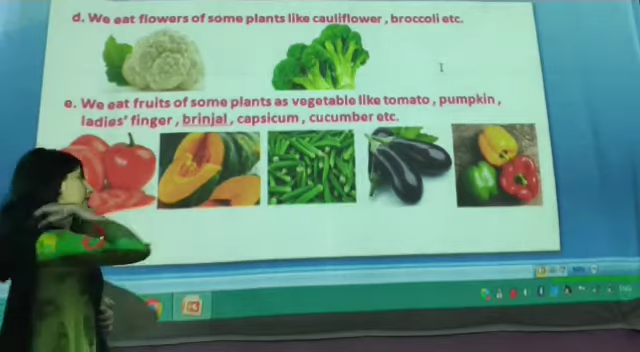 d. We eat flowers of some plants like cauliflower , broccoli etc.
e. We eat fruits of some plants as vegetable like tomato , pumpkin ,
ladies' finger , brinjal , capsicum , cucumber etc.